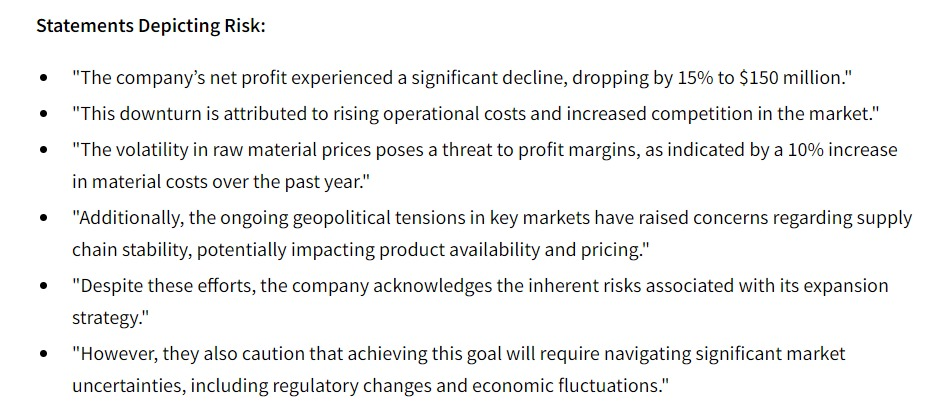 Statements Depicting Risk:
• "The company’s net profit experienced a significant decline, dropping by 15% to $150 million."
• "This downturn is attributed to rising operational costs and increased competition in the market."
• "The volatility in raw material prices poses a threat to profit margins, as indicated by a 10% increase
in material costs over the past year."
• "Additionally, the ongoing geopolitical tensions in key markets have raised concerns regarding supply
chain stability, potentially impacting product availability and pricing."
• "Despite these efforts, the company acknowledges the inherent risks associated with its expansion
strategy."
• "However, they also caution that achieving this goal will require navigating significant market
uncertainties, including regulatory changes and economic fluctuations."